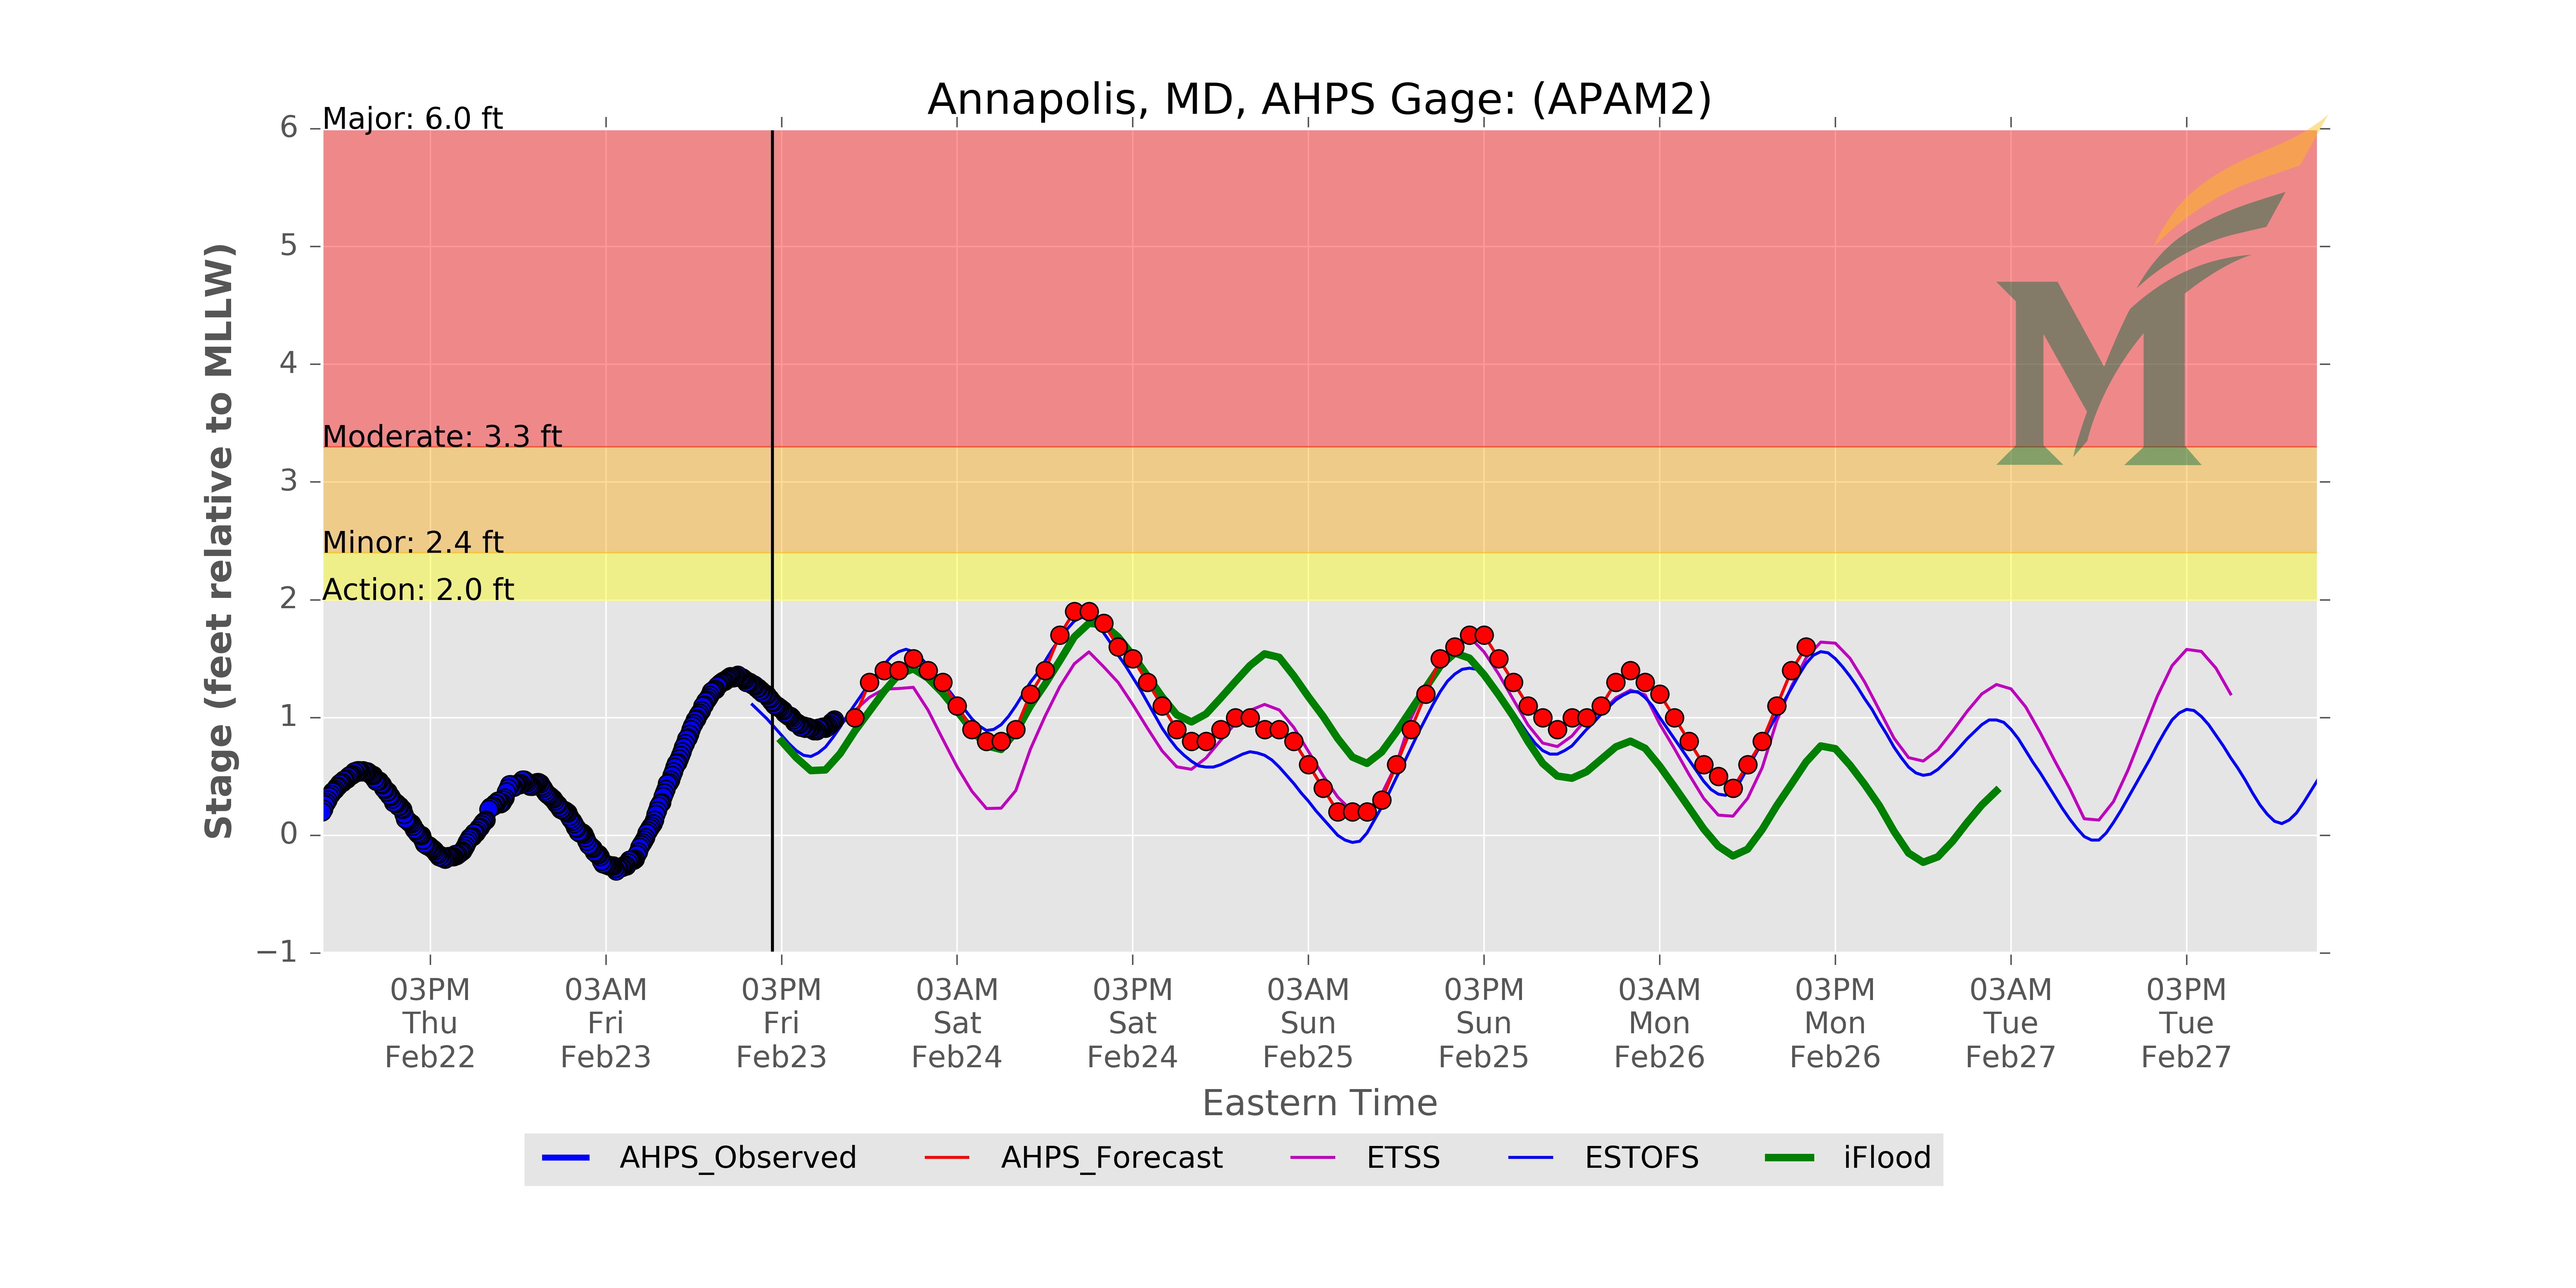 Annapolis, MD, AHPS Gage: (APAM2)
Major: 6.0 ft
Moderate: 3.3 ft
Minor: 2.4 ft
Action: 2.0 ft
6
5
4
3
2
1
0
−1
Stage (feet relative to MLLW)
03PM
Thu
Feb22
03AM
Fri
Feb23
03PM
Fri
Feb23
03AM
Sat
Feb24
03PM
Sat
Feb24
03AM
Sun
Feb25
03PM
Sun
Feb25
03AM
Mon
Feb26
03PM
Mon
Feb26
03AM
Tue
Feb27
03PM
Tue
Feb27
Eastern Time
AHPS_Observed
AHPS_Forecast
ETSS
ESTOFS
iFlood
M